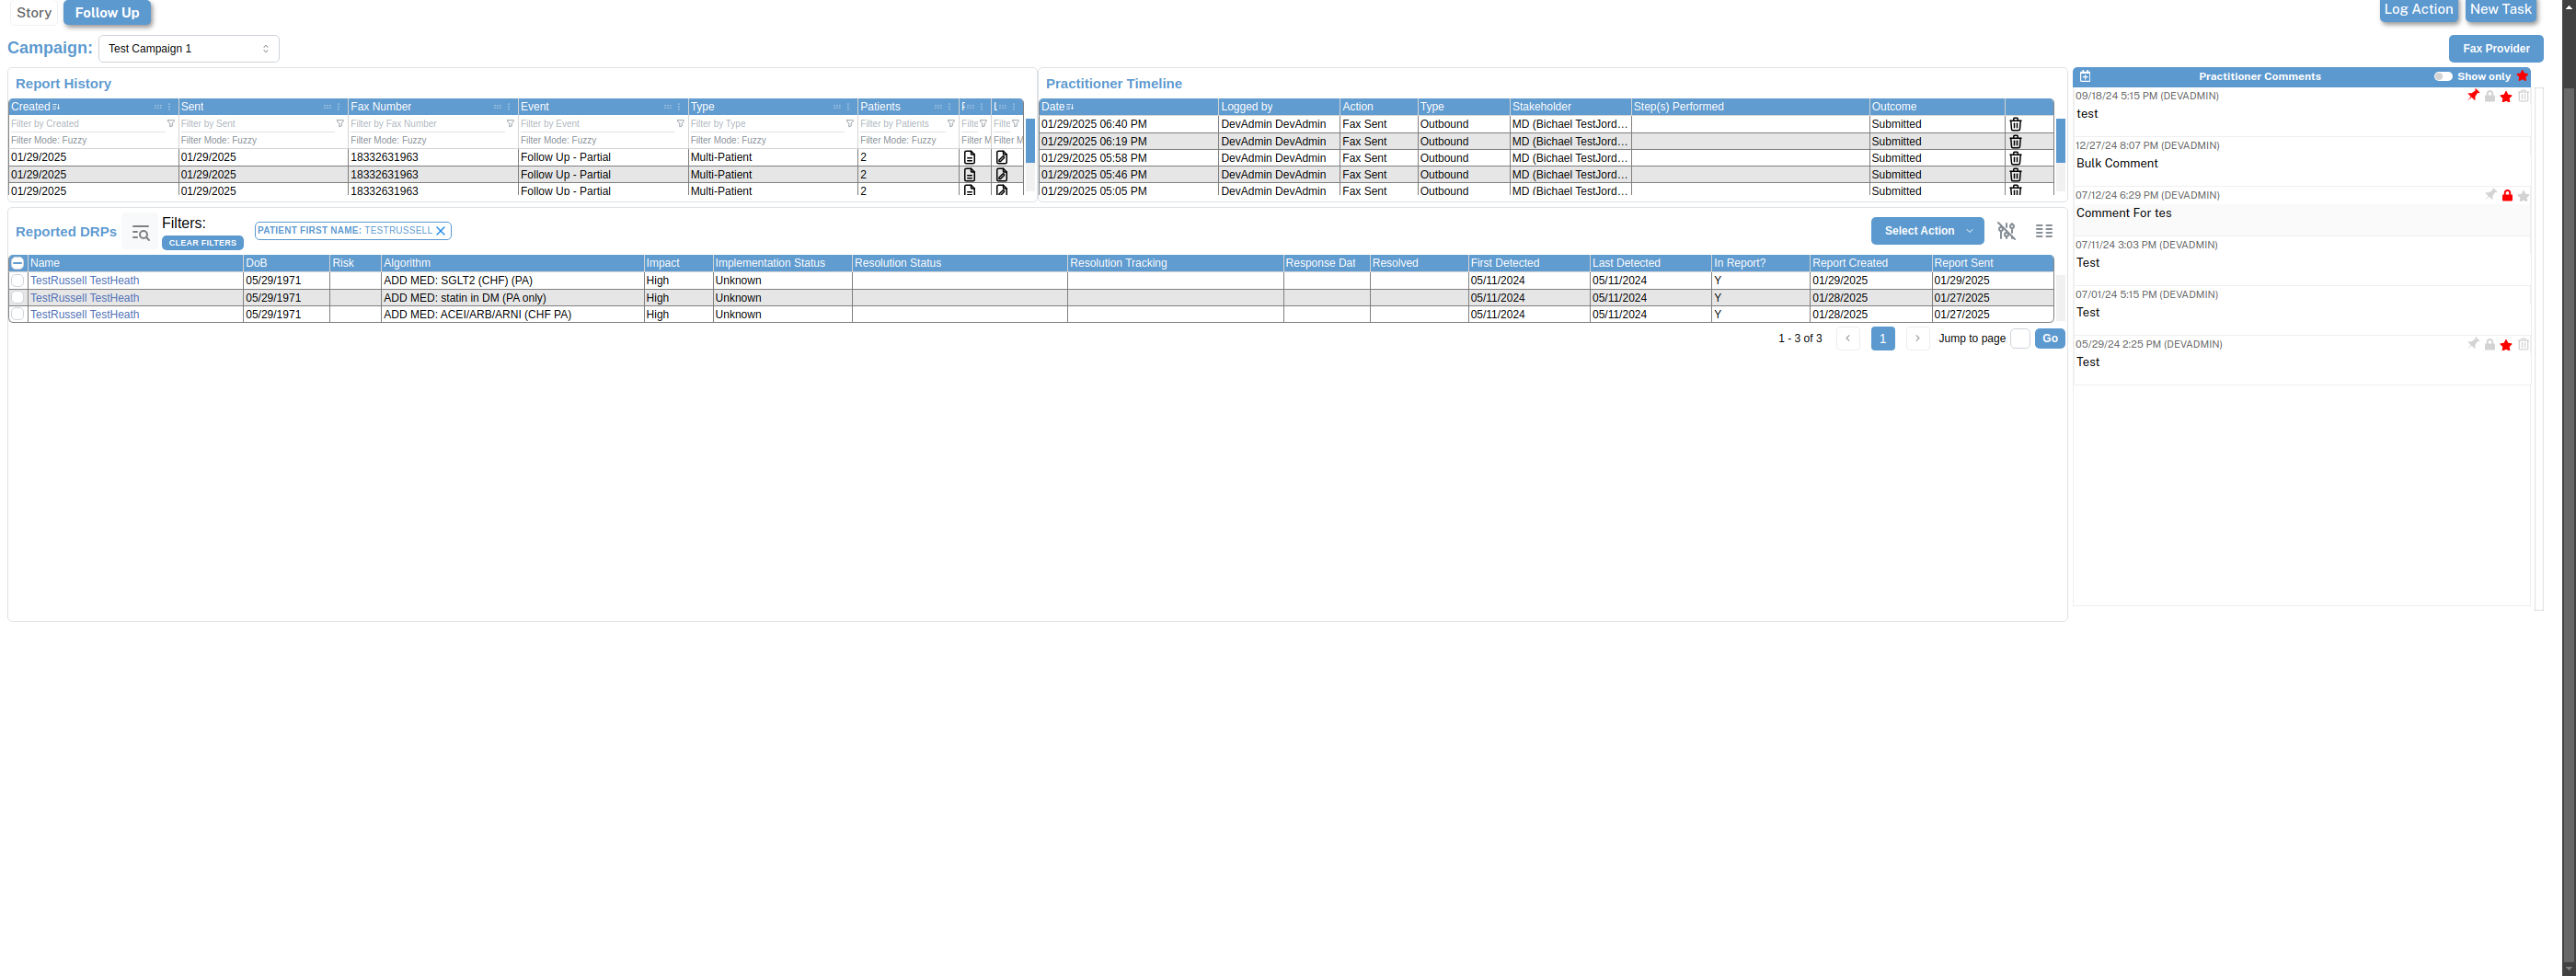 Story Follow Up Log Action New Task
Campaign: Test Campaign 1 Fax Provider
Report History
Created Sent Fax Number Event Type Patients
Filter by Created Filter by Sent Filter by Fax Number Filter by Event Filter by Type Filter by Patients Filte Filte
Filter Mode: Fuzzy Filter Mode: Fuzzy Filter Mode: Fuzzy Filter Mode: Fuzzy Filter Mode: Fuzzy Filter Mode: Fuzzy Filter M Filter M
01/29/2025 01/29/2025 18332631963 Follow Up - Partial Multi-Patient 2
01/29/2025 01/29/2025 18332631963 Follow Up - Partial Multi-Patient 2
01/29/2025 01/29/2025 18332631963 Follow Up - Partial Multi-Patient 2
Practitioner Timeline
Date Logged by Action Type Stakeholder Step(s) Performed Outcome
01/29/2025 06:40 PM DevAdmin DevAdmin Fax Sent Outbound MD (Bichael TestJord... Submitted
01/29/2025 06:19 PM DevAdmin DevAdmin Fax Sent Outbound MD (Bichael TestJord... Submitted
01/29/2025 05:58 PM DevAdmin DevAdmin Fax Sent Outbound MD (Bichael TestJord... Submitted
01/29/2025 05:46 PM DevAdmin DevAdmin Fax Sent Outbound MD (Bichael TestJord... Submitted
01/29/2025 05:05 PM DevAdmin DevAdmin Fax Sent Outbound MD (Bichael TestJord... Submitted
Reported DRPs Filters: CLEAR FILTERS PATIENT FIRST NAME: TESTRUSSELL Select Action
Name DoB Risk Algorithm Impact Implementation Status Resolution Status Resolution Tracking Response Dat Resolved First Detected Last Detected In Report? Report Created Report Sent
TestRussell TestHeath 05/29/1971 ADD MED: SGLT2 (CHF) (PA) High Unknown 05/11/2024 05/11/2024 Y 01/29/2025 01/29/2025
TestRussell TestHeath 05/29/1971 ADD MED: statin in DM (PA only) High Unknown 05/11/2024 05/11/2024 Y 01/28/2025 01/27/2025
TestRussell TestHeath 05/29/1971 ADD MED: ACEI/ARB/ARNI (CHF PA) High Unknown 05/11/2024 05/11/2024 Y 01/28/2025 01/27/2025
1 - 3 of 3 1 Jump to page Go
Practitioner Comments Show only
09/18/24 5:15 PM (DEVADMIN)
test
12/27/24 8:07 PM (DEVADMIN)
Bulk Comment
07/12/24 6:29 PM (DEVADMIN)
Comment For tes
07/11/24 3:03 PM (DEVADMIN)
Test
07/01/24 5:15 PM (DEVADMIN)
Test
05/29/24 2:25 PM (DEVADMIN)
Test